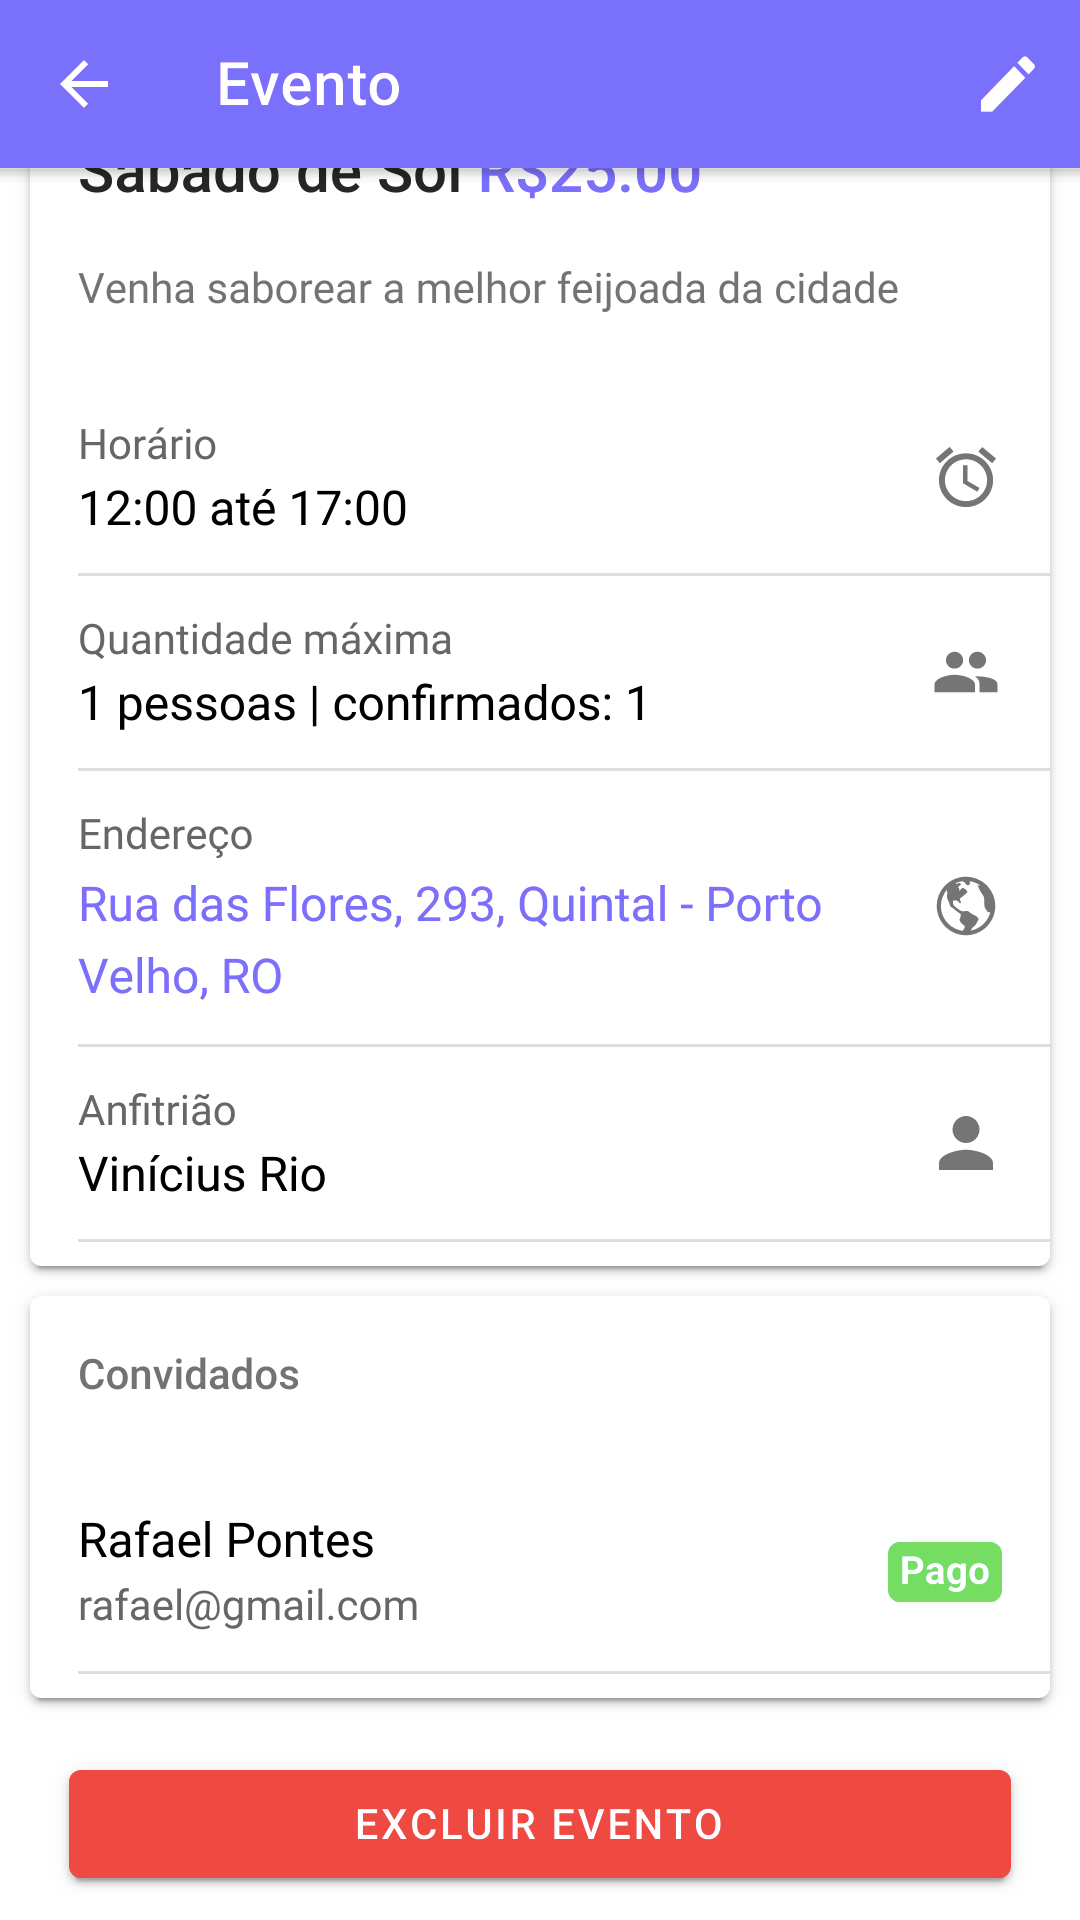 Evento
Sábado de Sol R$25.00
Venha saborear a melhor feijoada da cidade
Horário
12:00 até 17:00
Quantidade máxima
1 pessoas | confirmados: 1
Endereço
Rua das Flores, 293, Quintal - Porto
Velho, RO
Anfitrião
Vinícius Rio
Convidados
Rafael Pontes
rafael@gmail.com
Pago
EXCLUIR EVENTO